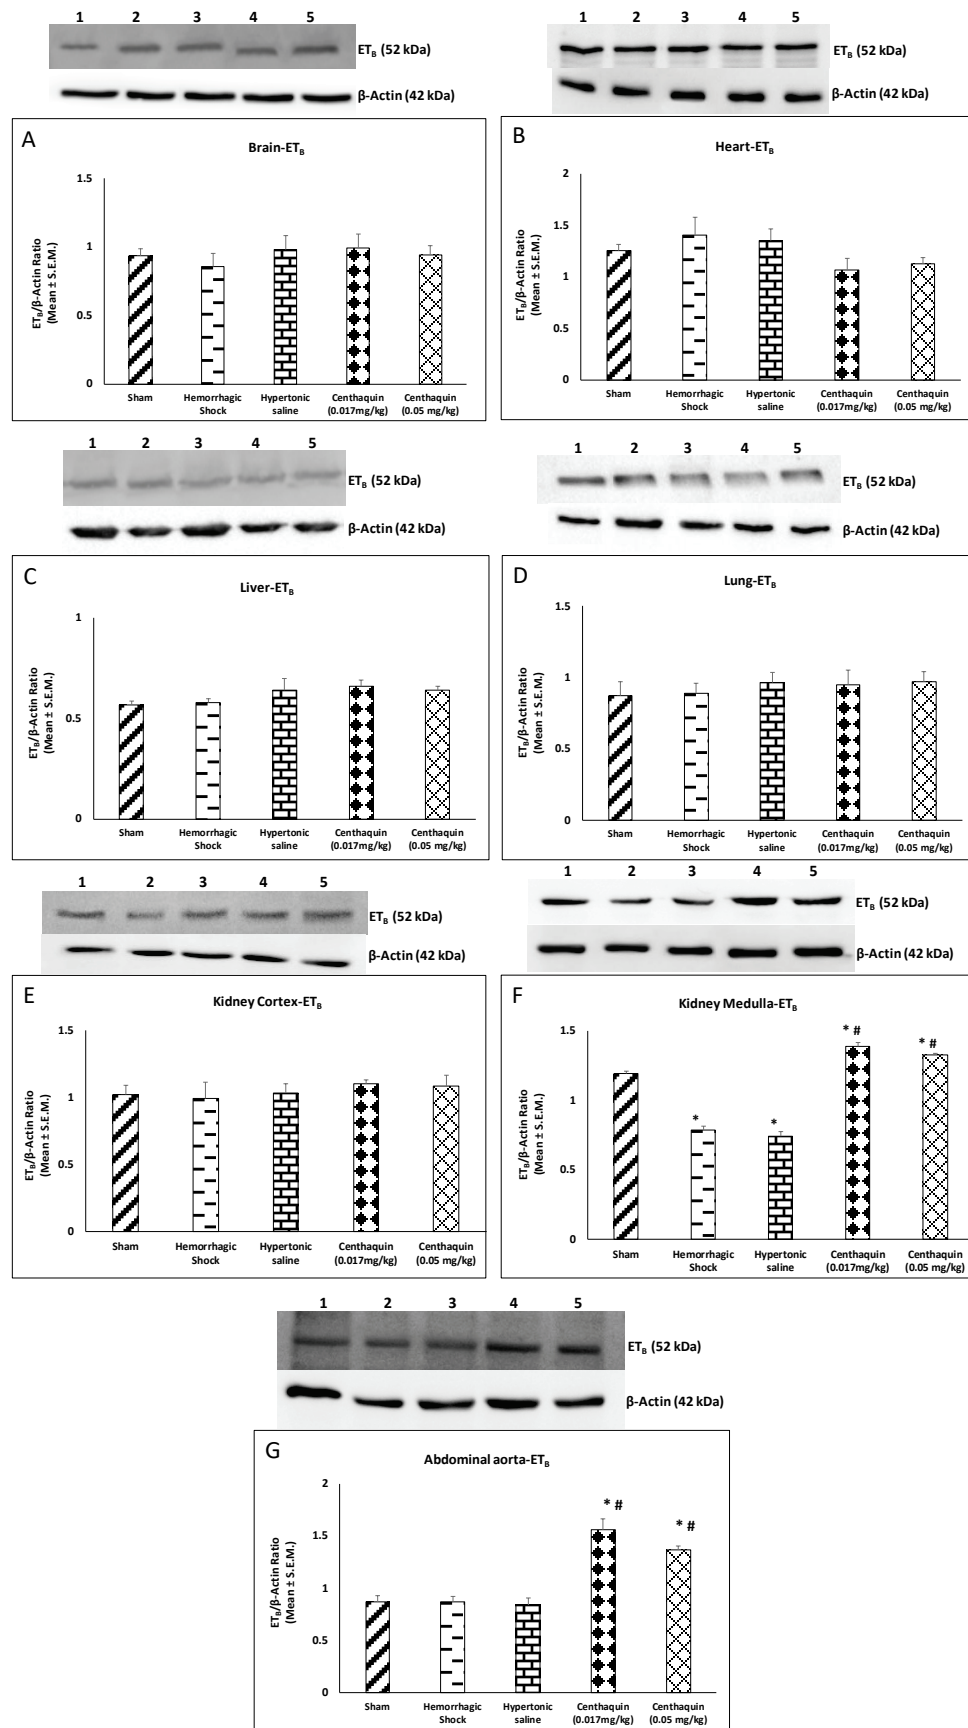 1 2 3 4 5
ET_B (52 kDa)
β-Actin (42 kDa)
1 2 3 4 5
ET_B (52 kDa)
β-Actin (42 kDa)
A
Brain-ET_B
ET_B/β-Actin Ratio
(Mean ± S.E.M.)
1.5
1
0.5
0
Sham
Hemorrhagic
Shock
Hypertonic
saline
Centhaquin
(0.017mg/kg)
Centhaquin
(0.05 mg/kg)
B
Heart-ET_B
ET_B/β-Actin Ratio
(Mean ± S.E.M.)
2
1.5
1
0.5
0
Sham
Hemorrhagic
Shock
Hypertonic
saline
Centhaquin
(0.017mg/kg)
Centhaquin
(0.05 mg/kg)
1 2 3 4 5
ET_B (52 kDa)
β-Actin (42 kDa)
1 2 3 4 5
ET_B (52 kDa)
β-Actin (42 kDa)
C
Liver-ET_B
ET_B/β-Actin Ratio
(Mean ± S.E.M.)
1
0.5
0
Sham
Hemorrhagic
Shock
Hypertonic
saline
Centhaquin
(0.017mg/kg)
Centhaquin
(0.05 mg/kg)
D
Lung-ET_B
ET_B/β-Actin Ratio
(Mean ± S.E.M.)
1.5
1
0.5
0
Sham
Hemorrhagic
Shock
Hypertonic
saline
Centhaquin
(0.017mg/kg)
Centhaquin
(0.05 mg/kg)
1 2 3 4 5
ET_B (52 kDa)
β-Actin (42 kDa)
1 2 3 4 5
ET_B (52 kDa)
β-Actin (42 kDa)
E
Kidney Cortex-ET_B
ET_B/β-Actin Ratio
(Mean ± S.E.M.)
1.5
1
0.5
0
Sham
Hemorrhagic
Shock
Hypertonic
saline
Centhaquin
(0.017mg/kg)
Centhaquin
(0.05 mg/kg)
F
Kidney Medulla-ET_B
ET_B/β-Actin Ratio
(Mean ± S.E.M.)
1.5
1
0.5
0
*
*
* #
* #
Sham
Hemorrhagic
Shock
Hypertonic
saline
Centhaquin
(0.017mg/kg)
Centhaquin
(0.05 mg/kg)
1 2 3 4 5
ET_B (52 kDa)
β-Actin (42 kDa)
G
Abdominal aorta-ET_B
ET_B/β-Actin Ratio
(Mean ± S.E.M.)
2
1.5
1
0.5
0
* #
* #
Sham
Hemorrhagic
Shock
Hypertonic
saline
Centhaquin
(0.017mg/kg)
Centhaquin
(0.05 mg/kg)